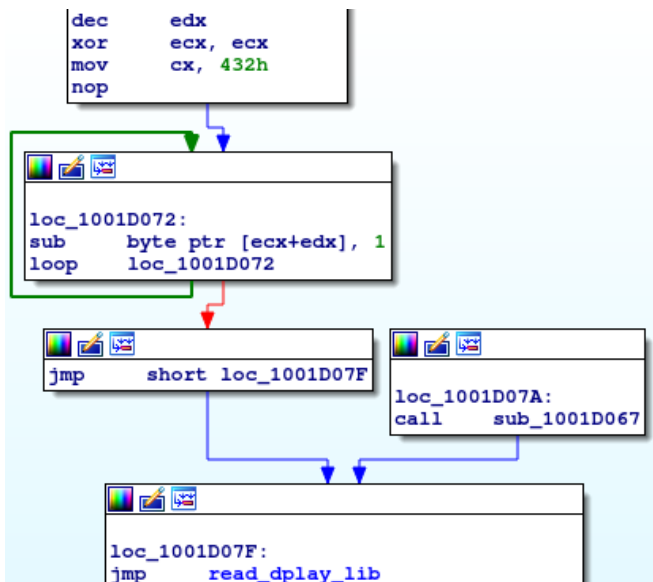 dec edx
xor ecx, ecx
mov cx, 432h
nop
loc_1001D072:
sub byte ptr [ecx+edx], 1
loop loc_1001D072
jmp short loc_1001D07F
loc_1001D07A:
call sub_1001D067
loc_1001D07F:
jmp read_dplay_lib